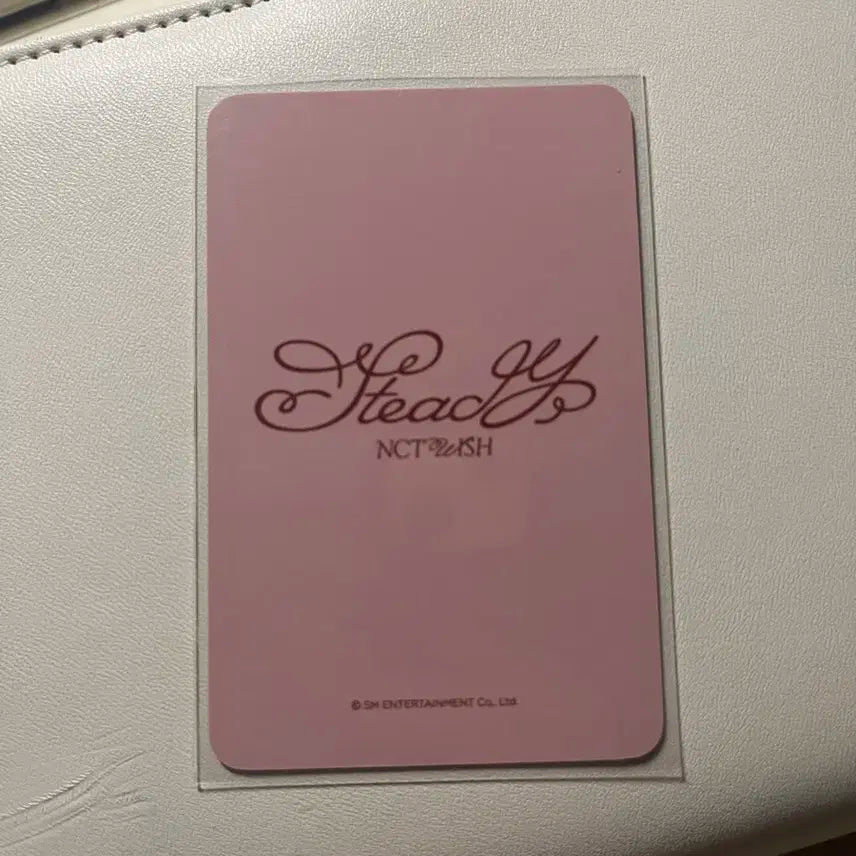 Steady
NCT WISH
© SM ENTERTAINMENT Co., Ltd.